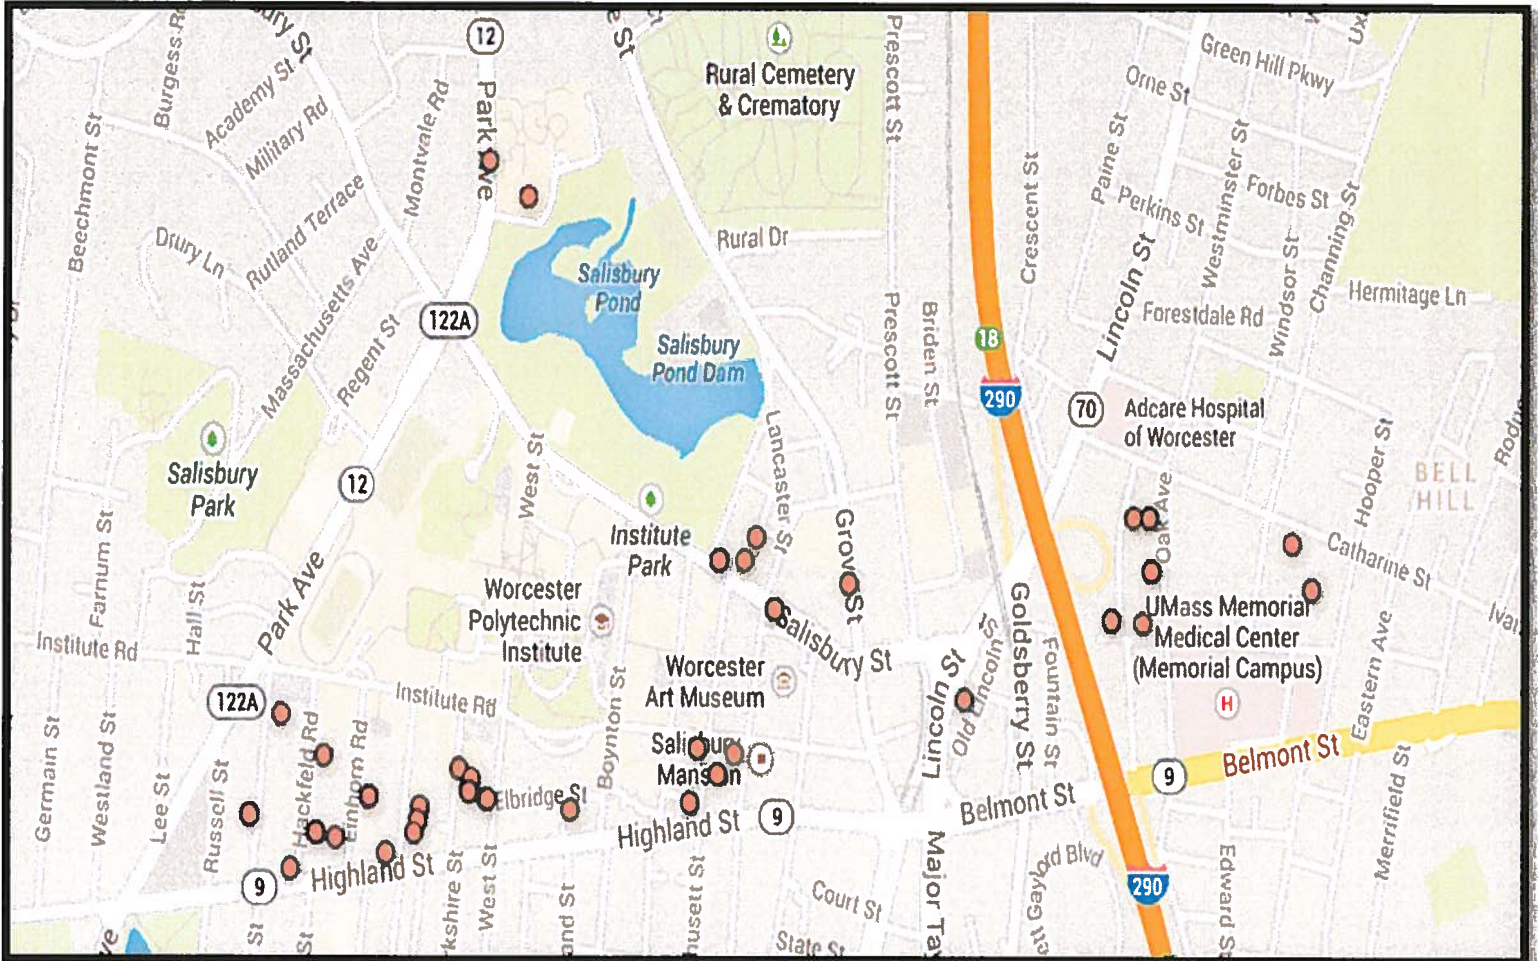 12
Burgess Rd
Academy St
Military Rd
Montvale Rd
Park Ave
Rural Cemetery
& Crematory
Prescott St
Green Hill Pkwy
Orne St
Beechmont St
Drury Ln
Rutland Terrace
Massachusetts Ave
Regent St
122A
Salisbury
Pond
Salisbury
Pond Dam
Rural Dr
Prescott St
Briden St
Crescent St
Paine St
Perkins St
Westminster St
Forbes St
Windsor St
Channing St
Hermitage Ln
Forestdale Rd
Lincoln St
18
290
70
Adcare Hospital
of Worcester
Salisbury
Park
12
West St
Lancaster St
Institute
Park
Grove St
Oak Ave
Hooper St
BELL
HILL
Catharine St
Farnum St
Hall St
Park Ave
Institute Rd
Worcester
Polytechnic
Institute
Salisbury St
Worcester
Art Museum
UMass Memorial
Medical Center
(Memorial Campus)
H
Eastern Ave
122A
Institute Rd
Boynton St
Lincoln St
Old Lincoln St
Goldsberry St
Fountain St
Salisbury
Mansion
Germain St
Westland St
Lee St
Russell St
Hackfeld Rd
Einhorn Rd
Elbridge St
Highland St
9
Belmont St
9
Belmont St
Merrifield St
9
Highland St
West St
Court St
State St
290
Edward St